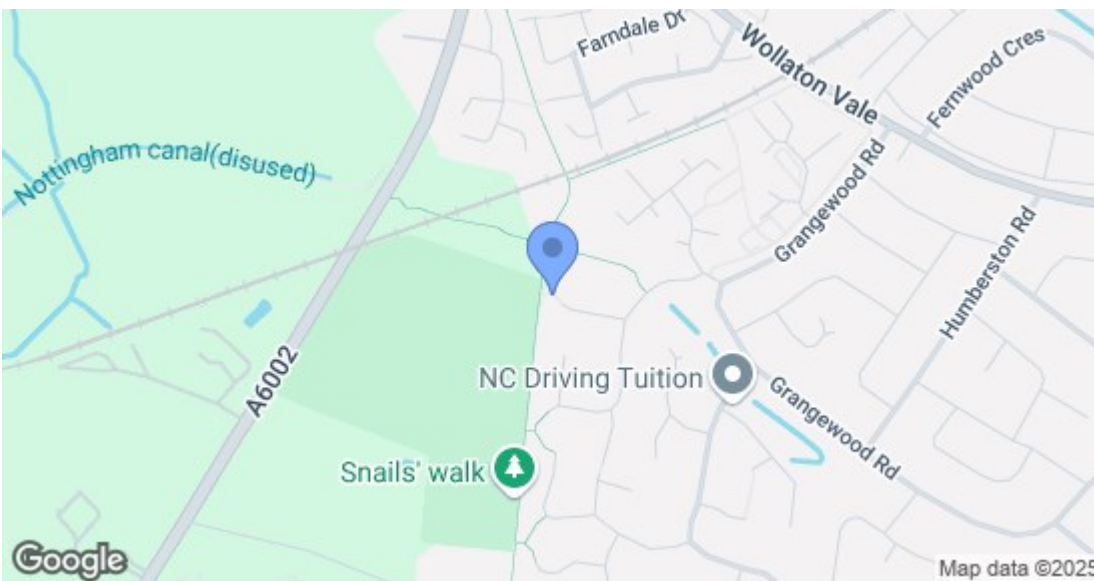 Farndale Dr
Wollaton Vale
Fernwood Cres
Nottingham canal(disused)
Grangewood Rd
Humberston Rd
A6002
NC Driving Tuition
Grangewood Rd
Snails' walk
Google
Map data ©2025